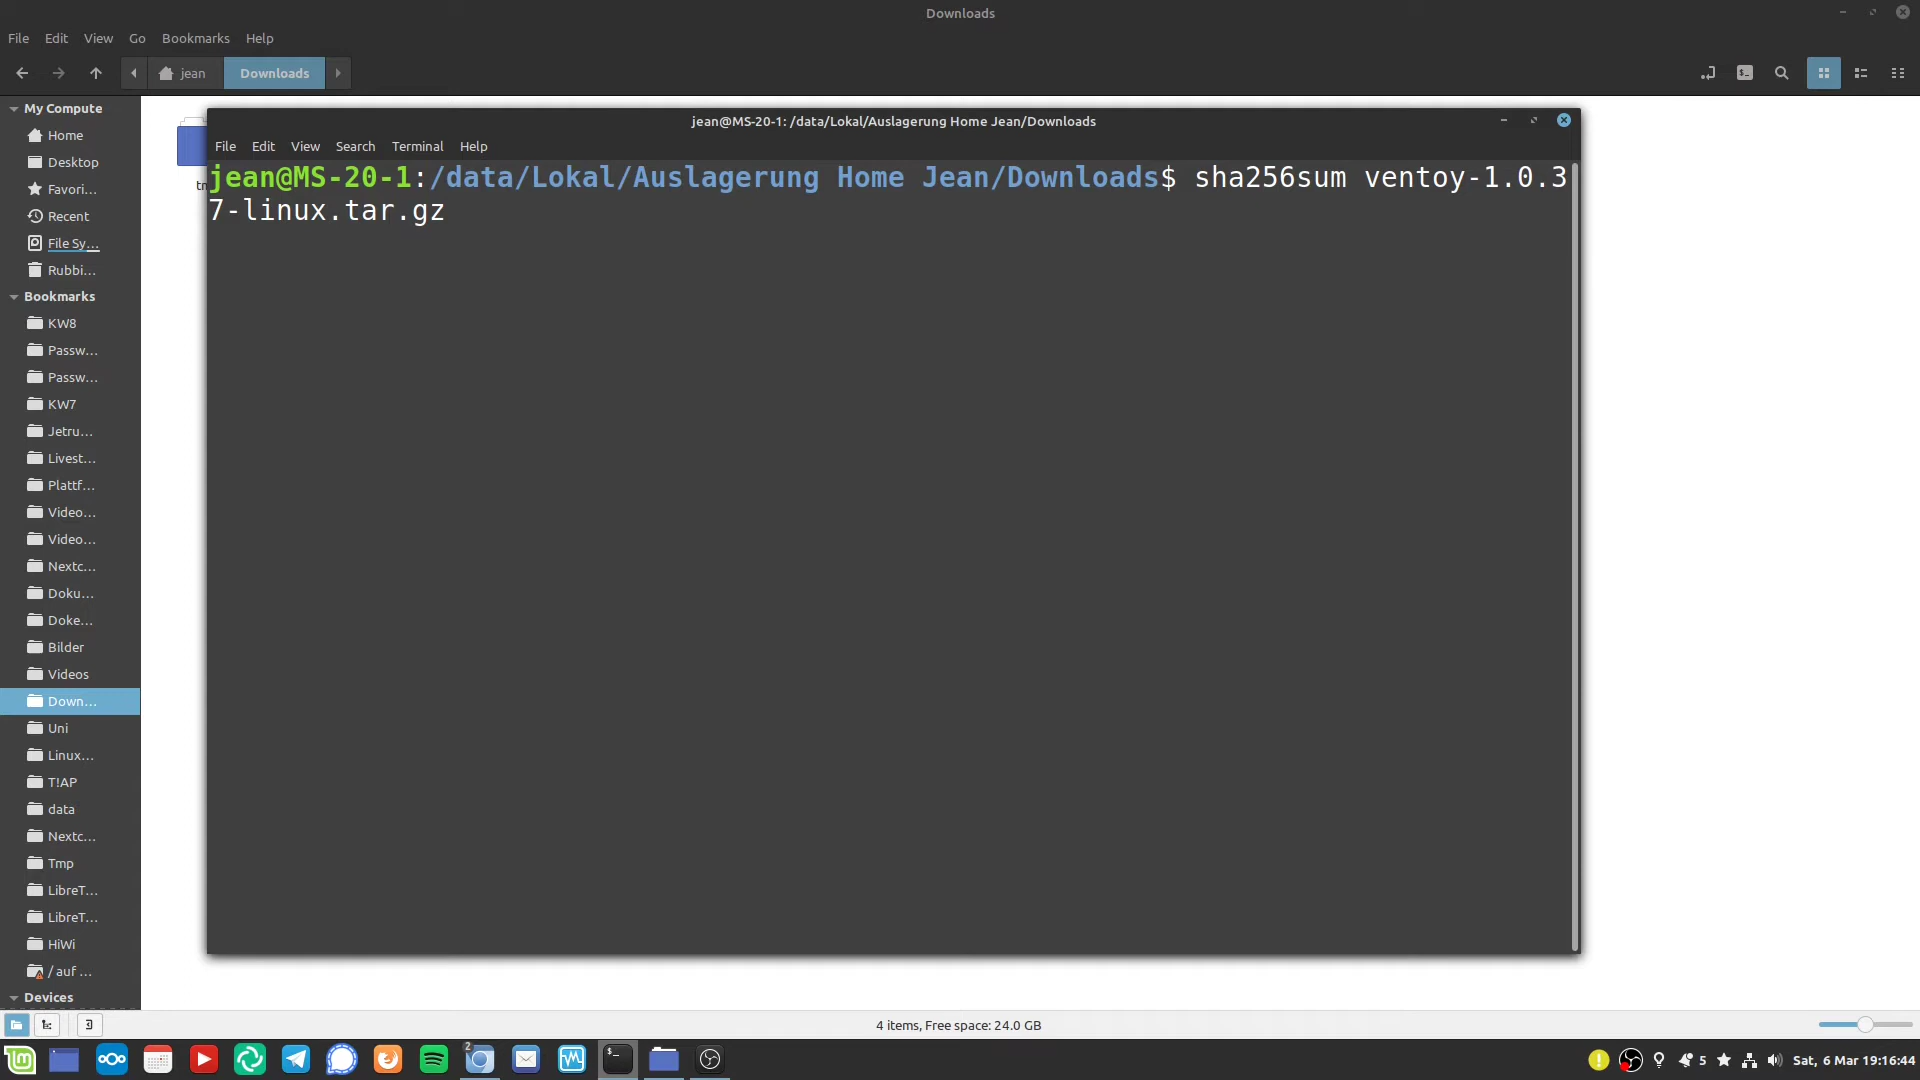 Downloads
File Edit View Go Bookmarks Help
jean Downloads
My Compute
Home
Desktop
Favori...
Recent
File Sy...
Rubbi...
Bookmarks
KW8
Passw...
Passw...
KW7
Jetru...
Livest...
Plattf...
Video...
Video...
Nextc...
Doku...
Doke...
Bilder
Videos
Down...
Uni
Linux...
T!AP
data
Nextc...
Tmp
LibreT...
LibreT...
HiWi
/ auf ...
Devices
jean@MS-20-1: /data/Lokal/Auslagerung Home Jean/Downloads
File Edit View Search Terminal Help
jean@MS-20-1:/data/Lokal/Auslagerung Home Jean/Downloads$ sha256sum ventoy-1.0.3
7-linux.tar.gz
4 items, Free space: 24.0 GB
2
5
Sat, 6 Mar 19:16:44